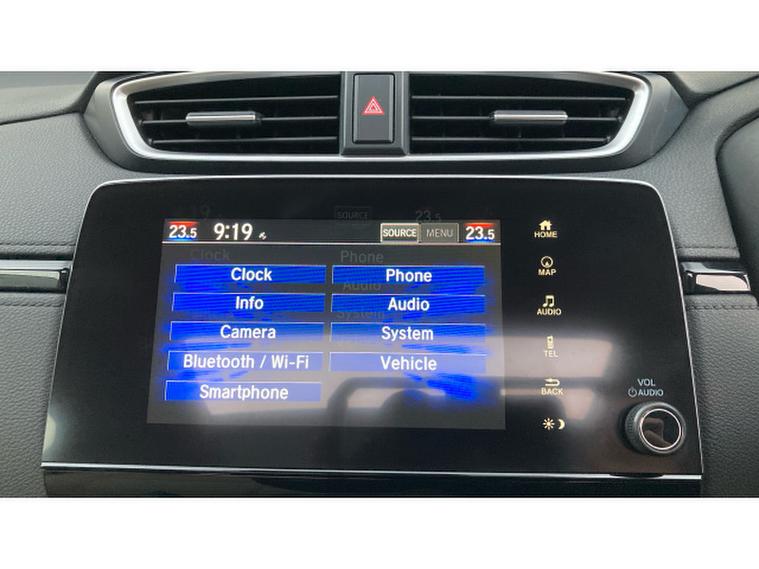 23.5 9:19 SOURCE MENU 23.5
Clock Phone
Info Audio
Camera System
Bluetooth / Wi-Fi Vehicle
Smartphone
HOME
MAP
AUDIO
TEL
BACK
VOL
AUDIO